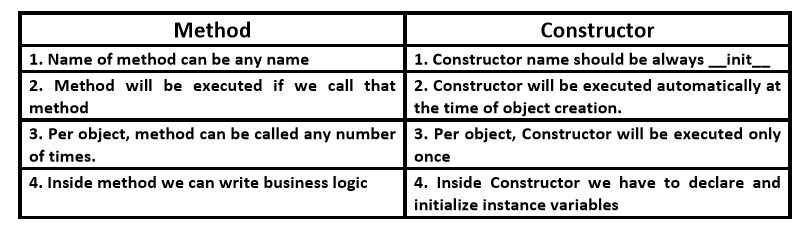 Method
Constructor
1. Name of method can be any name
1. Constructor name should be always __init__
2. Method will be executed if we call that
method
2. Constructor will be executed automatically at
the time of object creation.
3. Per object, method can be called any number
of times.
3. Per object, Constructor will be executed only
once
4. Inside method we can write business logic
4. Inside Constructor we have to declare and
initialize instance variables